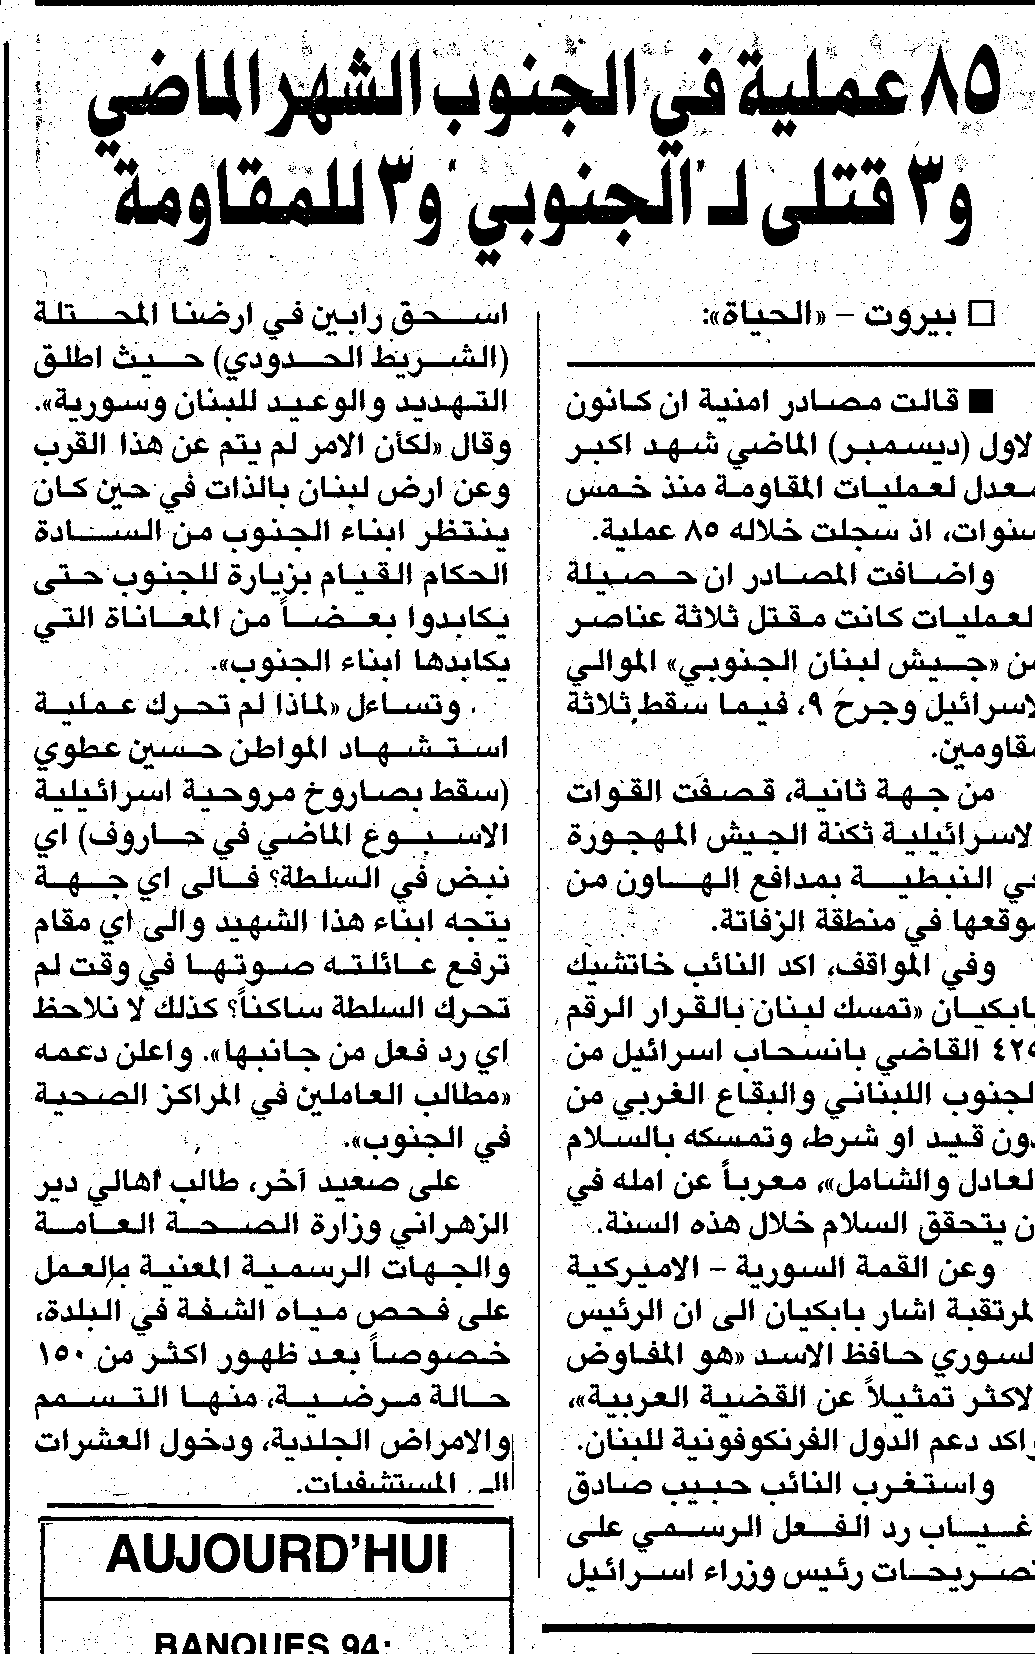 ٨٥ عملية في الجنوب الشهر الماضي
و٣ قتلى لـ"الجنوبي" و٣ للمقاومة
□ بيروت – «الحياة»:
■ قالت مصادر امنية ان كانون
لاول (ديسمبر) الماضي شهد اكبر
معدل لعمليات المقاومة منذ خمس
سنوات، اذ سجلت خلاله ٨٥ عملية.
واضافت المصادر ان حصيلة
لعمليات كانت مقتل ثلاثة عناصر
من «جيش لبنان الجنوبي» الموالي
لاسرائيل وجرح ٩، فيما سقط ثلاثة
مقاومين.
من جهة ثانية، قصفت القوات
لاسرائيلية ثكنة الجيش المهجورة
في النبطية بمدافع الهاون من
موقعها في منطقة الزفاتة.
وفي المواقف، اكد النائب خاتشيك
بابكيان «تمسك لبنان بالقرار الرقم
٤٢٥ القاضي بانسحاب اسرائيل من
لجنوب اللبناني والبقاع الغربي من
دون قيد او شرط، وتمسكه بالسلام
لعادل والشامل»، معرباً عن امله في
ن يتحقق السلام خلال هذه السنة.
وعن القمة السورية – الاميركية
لمرتقبة اشار بابكيان الى ان الرئيس
لسوري حافظ الاسد «هو المفاوض
لاكثر تمثيلاً عن القضية العربية»،
واكد دعم الدول الفرنكوفونية للبنان.
واستغرب النائب حبيب صادق
غياب رد الفعل الرسمي على
تصريحات رئيس وزراء اسرائيل
اسحق رابين في ارضنا المحتلة
(الشريط الحدودي) حيث اطلق
التهديد والوعيد للبنان وسورية».
وقال «لكأن الامر لم يتم عن هذا القرب
وعن ارض لبنان بالذات في حين كان
ينتظر ابناء الجنوب من السادة
الحكام القيام بزيارة للجنوب حتى
يكابدوا بعضاً من المعاناة التي
يكابدها ابناء الجنوب».
وتساءل «لماذا لم تحرك عملية
استشهاد المواطن حسين عطوي
(سقط بصاروخ مروحية اسرائيلية
الاسبوع الماضي في حاروف) اي
نبض في السلطة؟ فالى اي جهة
يتجه ابناء هذا الشهيد والى اي مقام
ترفع عائلته صوتها في وقت لم
تحرك السلطة ساكناً؟ كذلك لا نلاحظ
اي رد فعل من جانبها». واعلن دعمه
«مطالب العاملين في المراكز الصحية
في الجنوب».
على صعيد آخر، طالب اهالي دير
الزهراني وزارة الصحة العامة
والجهات الرسمية المعنية بالعمل
على فحص مياه الشفة في البلدة،
خصوصاً بعد ظهور اكثر من ١٥٠
حالة مرضية، منها التسمم
والامراض الجلدية، ودخول العشرات
الى المستشفيات.
AUJOURD'HUI
BANQUES 94: